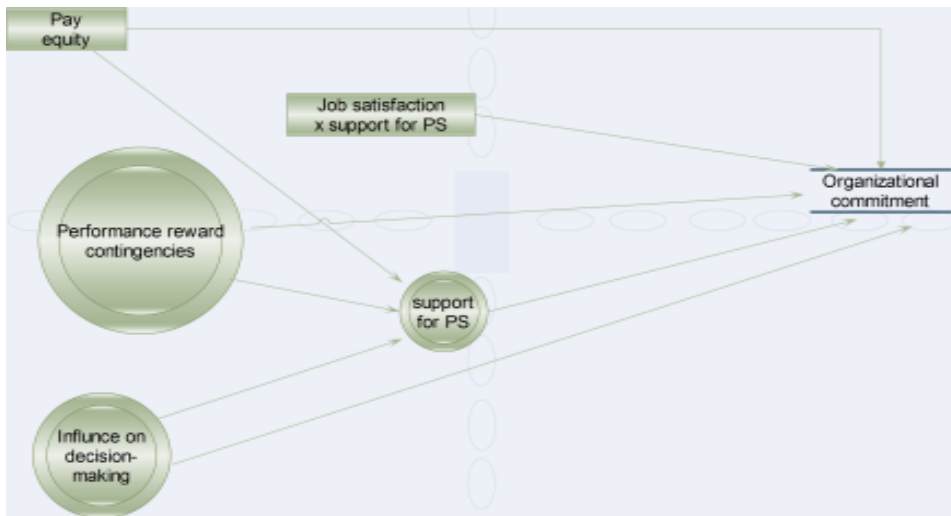 Pay
equity
Job satisfaction
x support for PS
Organizational
commitment
Performance reward
contingencies
support
for PS
Influnce on
decision-
making